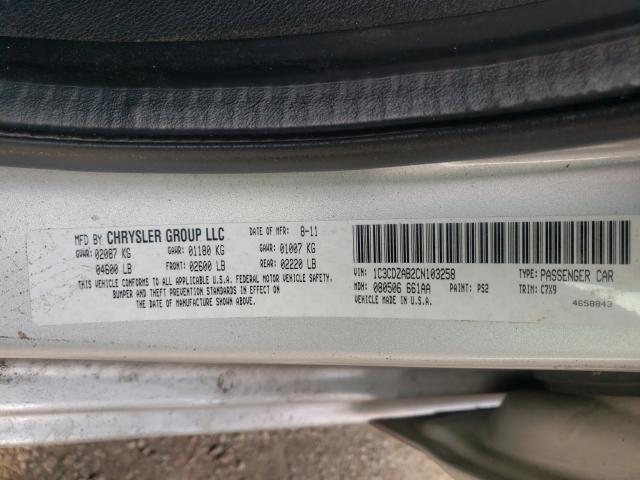 MFD BY CHRYSLER GROUP LLC DATE OF MFR: 8-11
GVWR: 02087 KG GAWR: 01180 KG GAWR: 01007 KG
04600 LB FRONT: 02600 LB REAR: 02220 LB
THIS VEHICLE CONFORMS TO ALL APPLICABLE U.S.A. FEDERAL MOTOR VEHICLE SAFETY,
BUMPER AND THEFT PREVENTION STANDARDS IN EFFECT ON
THE DATE OF MANUFACTURE SHOWN ABOVE.
VIN: 1C3CDZAB2CN103258 TYPE: PASSENGER CAR
MDH: 080506 661AA PAINT: PS2 TRIM: C7X9
VEHICLE MADE IN U.S.A. 4658843